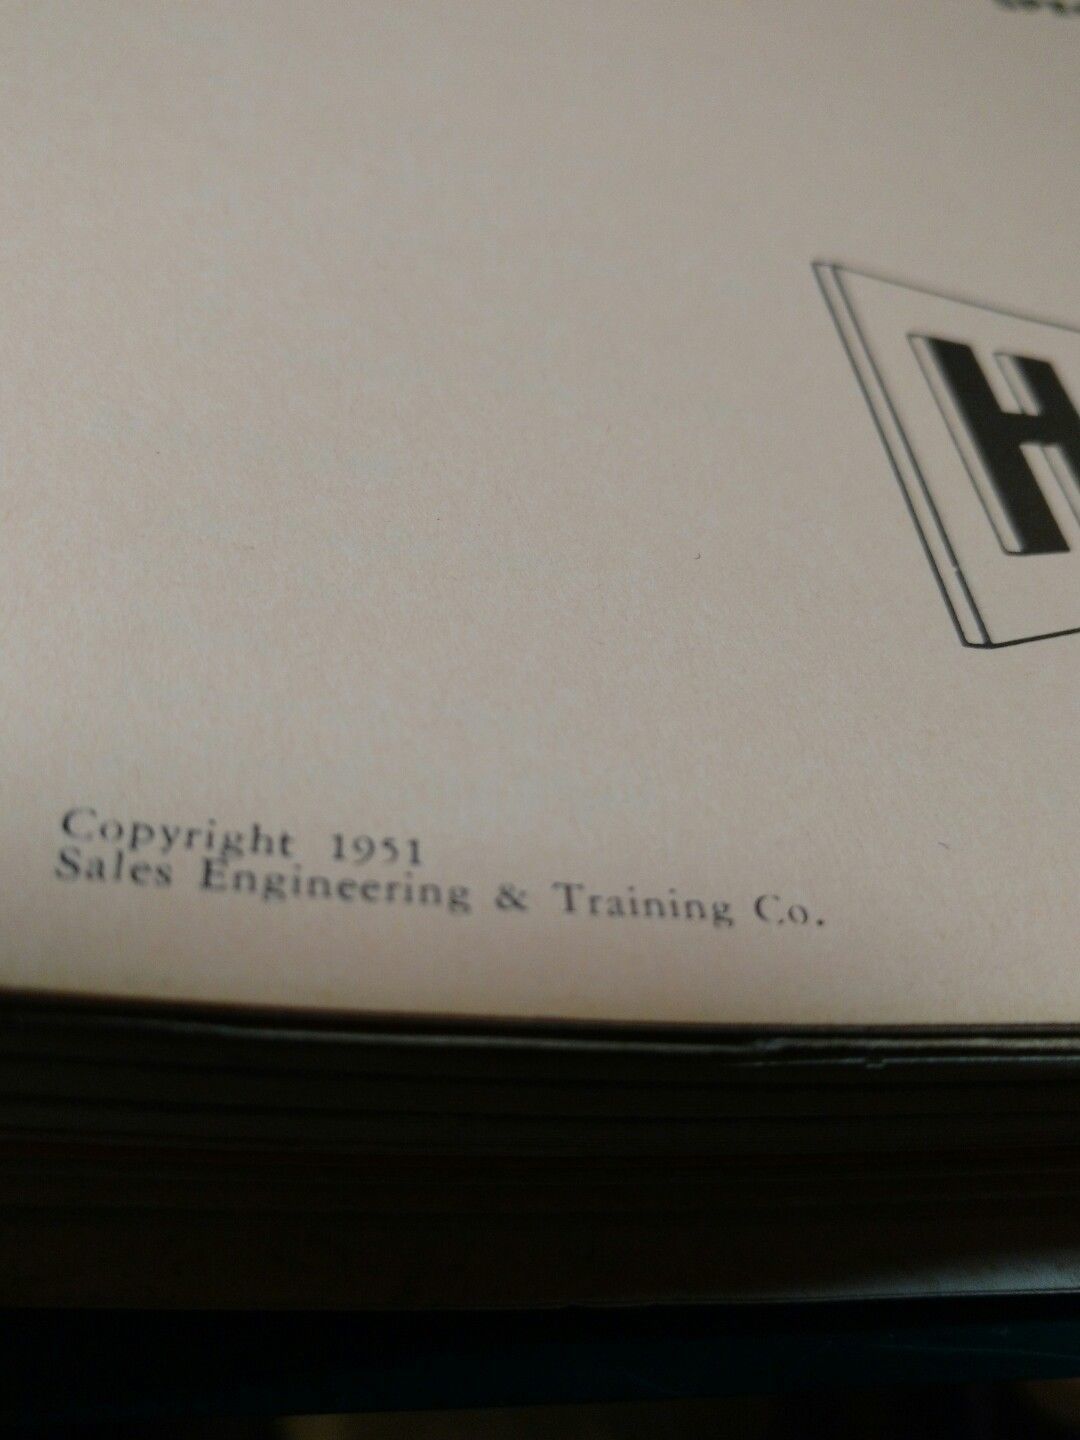 H
Copyright 1951
Sales Engineering & Training Co.